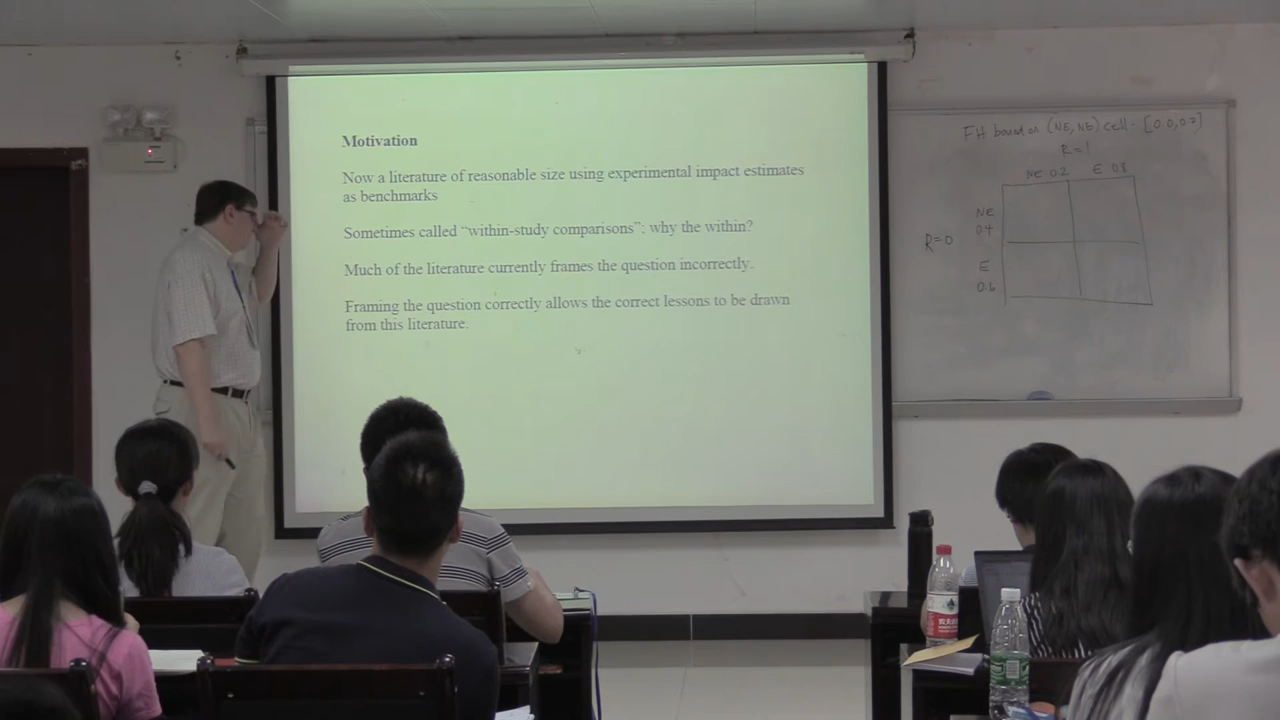 Motivation
Now a literature of reasonable size using experimental impact estimates
as benchmarks
Sometimes called “within-study comparisons”: why the within?
Much of the literature currently frames the question incorrectly.
Framing the question correctly allows the correct lessons to be drawn
from this literature.
FH bound on (NE, NE) cell - [0.0, 0.2]
R=1
NE 0.2 E 0.8
NE
0.4
R=0
E
0.6